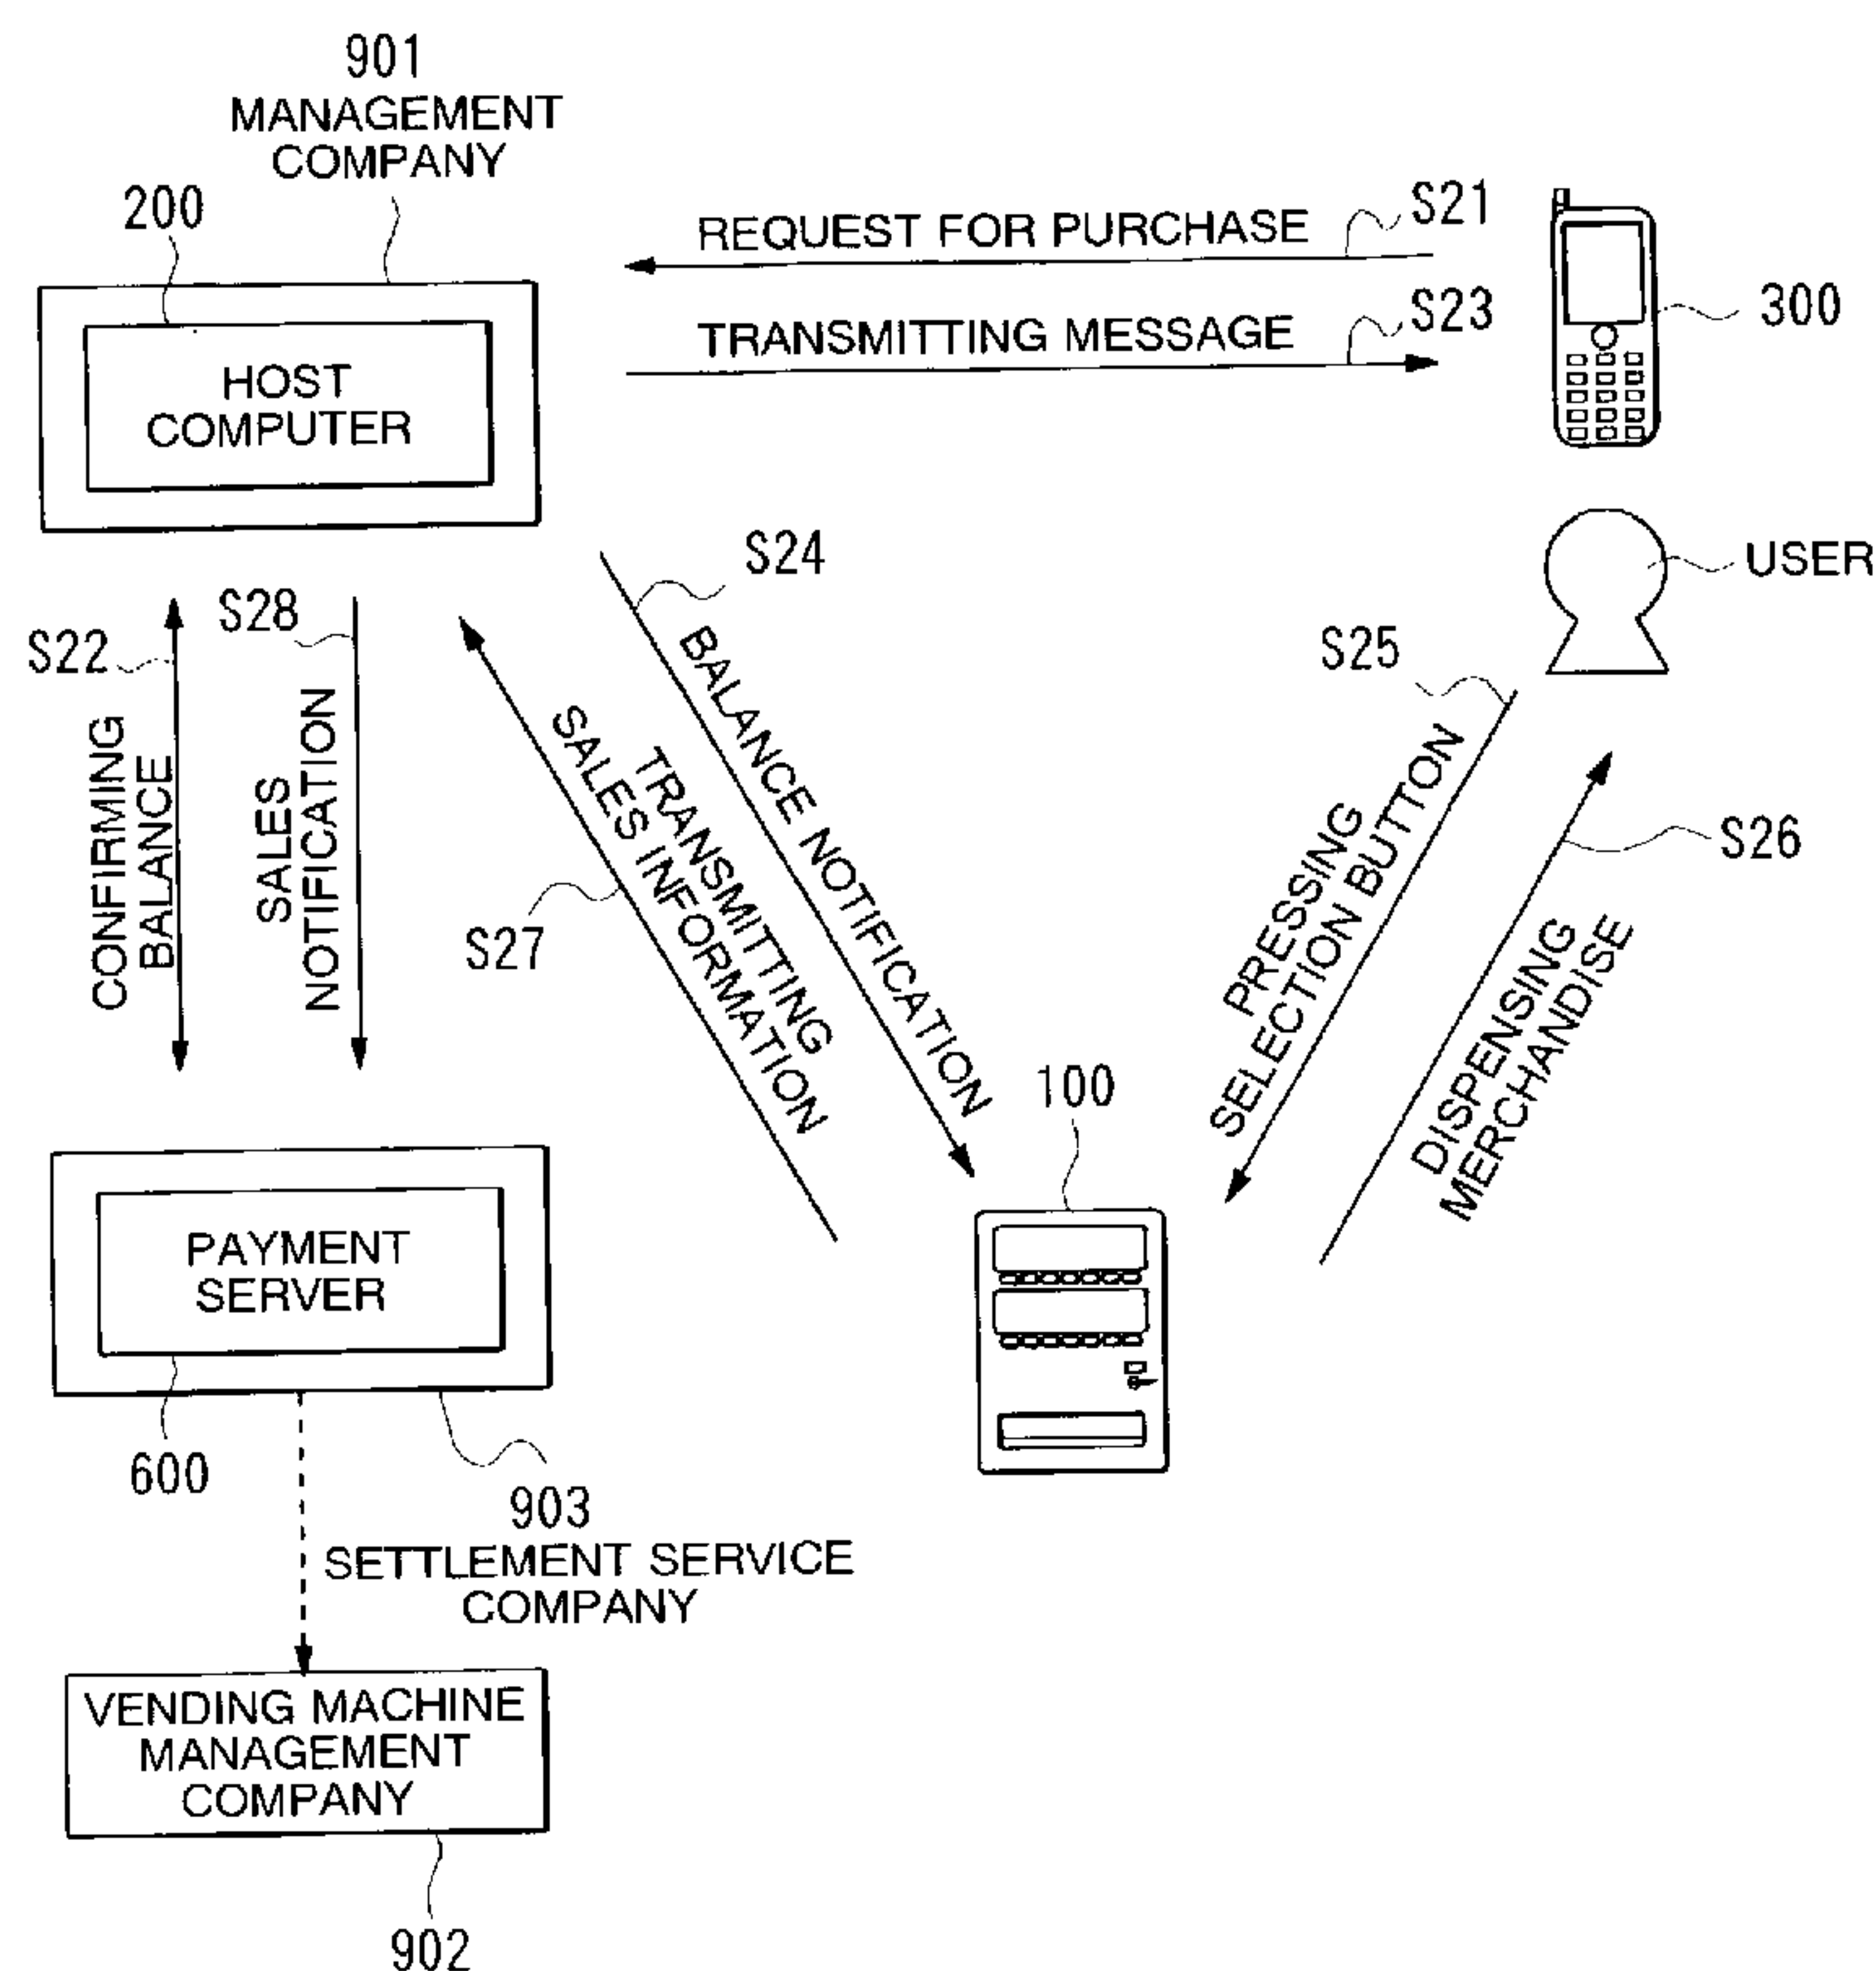 901
MANAGEMENT
COMPANY
200
HOST
COMPUTER
REQUEST FOR PURCHASE
S21
TRANSMITTING MESSAGE
S23
300
USER
S22
CONFIRMING
BALANCE
S28
SALES
NOTIFICATION
S24
BALANCE NOTIFICATION
TRANSMITTING
SALES INFORMATION
S27
S25
PRESSING
SELECTION BUTTON
S26
DISPENSING
MERCHANDISE
100
PAYMENT
SERVER
600
903
SETTLEMENT SERVICE
COMPANY
VENDING MACHINE
MANAGEMENT
COMPANY
902